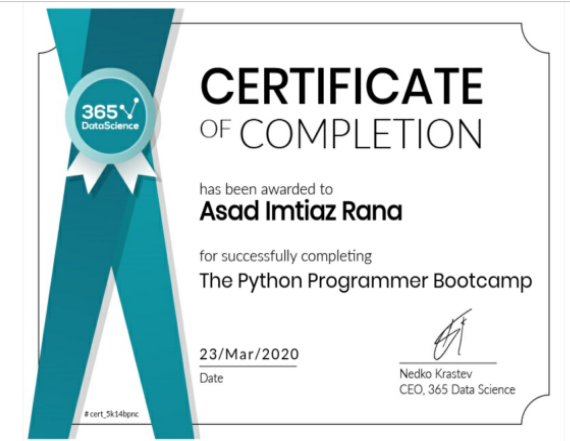 365
DataScience
CERTIFICATE
OF COMPLETION
has been awarded to
Asad Imtiaz Rana
for successfully completing
The Python Programmer Bootcamp
23/Mar/2020
Date
Nedko Krastev
CEO, 365 Data Science
# cert_5k14bpnc